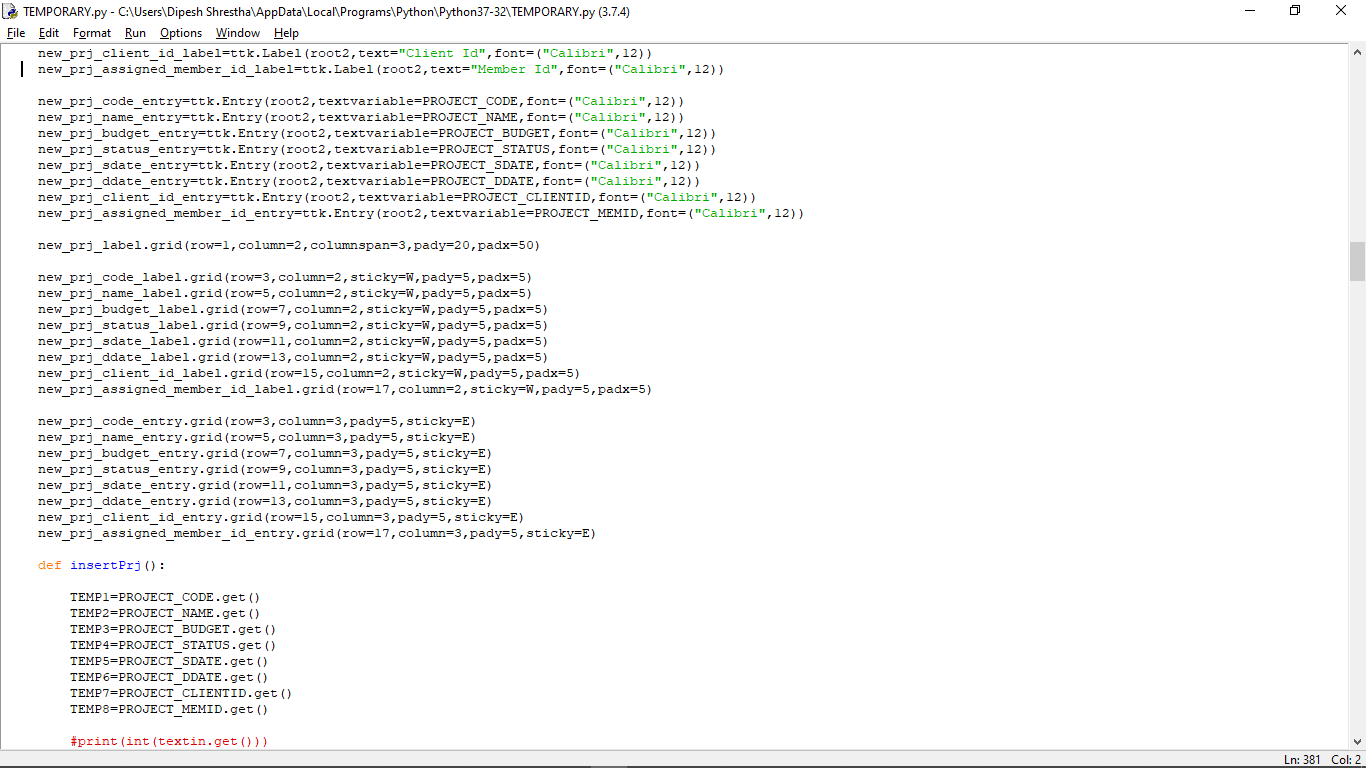 TEMPORARY.py - C:\Users\Dipesh Shrestha\AppData\Local\Programs\Python\Python37-32\TEMPORARY.py (3.7.4)
File Edit Format Run Options Window Help
new_prj_client_id_label=ttk.Label(root2,text="Client Id",font=("Calibri",12))
new_prj_assigned_member_id_label=ttk.Label(root2,text="Member Id",font=("Calibri",12))

new_prj_code_entry=ttk.Entry(root2,textvariable=PROJECT_CODE,font=("Calibri",12))
new_prj_name_entry=ttk.Entry(root2,textvariable=PROJECT_NAME,font=("Calibri",12))
new_prj_budget_entry=ttk.Entry(root2,textvariable=PROJECT_BUDGET,font=("Calibri",12))
new_prj_status_entry=ttk.Entry(root2,textvariable=PROJECT_STATUS,font=("Calibri",12))
new_prj_sdate_entry=ttk.Entry(root2,textvariable=PROJECT_SDATE,font=("Calibri",12))
new_prj_ddate_entry=ttk.Entry(root2,textvariable=PROJECT_DDATE,font=("Calibri",12))
new_prj_client_id_entry=ttk.Entry(root2,textvariable=PROJECT_CLIENTID,font=("Calibri",12))
new_prj_assigned_member_id_entry=ttk.Entry(root2,textvariable=PROJECT_MEMID,font=("Calibri",12))

new_prj_label.grid(row=1,column=2,columnspan=3,pady=20,padx=50)

new_prj_code_label.grid(row=3,column=2,sticky=W,pady=5,padx=5)
new_prj_name_label.grid(row=5,column=2,sticky=W,pady=5,padx=5)
new_prj_budget_label.grid(row=7,column=2,sticky=W,pady=5,padx=5)
new_prj_status_label.grid(row=9,column=2,sticky=W,pady=5,padx=5)
new_prj_sdate_label.grid(row=11,column=2,sticky=W,pady=5,padx=5)
new_prj_ddate_label.grid(row=13,column=2,sticky=W,pady=5,padx=5)
new_prj_client_id_label.grid(row=15,column=2,sticky=W,pady=5,padx=5)
new_prj_assigned_member_id_label.grid(row=17,column=2,sticky=W,pady=5,padx=5)

new_prj_code_entry.grid(row=3,column=3,pady=5,sticky=E)
new_prj_name_entry.grid(row=5,column=3,pady=5,sticky=E)
new_prj_budget_entry.grid(row=7,column=3,pady=5,sticky=E)
new_prj_status_entry.grid(row=9,column=3,pady=5,sticky=E)
new_prj_sdate_entry.grid(row=11,column=3,pady=5,sticky=E)
new_prj_ddate_entry.grid(row=13,column=3,pady=5,sticky=E)
new_prj_client_id_entry.grid(row=15,column=3,pady=5,sticky=E)
new_prj_assigned_member_id_entry.grid(row=17,column=3,pady=5,sticky=E)

def insertPrj():

    TEMP1=PROJECT_CODE.get()
    TEMP2=PROJECT_NAME.get()
    TEMP3=PROJECT_BUDGET.get()
    TEMP4=PROJECT_STATUS.get()
    TEMP5=PROJECT_SDATE.get()
    TEMP6=PROJECT_DDATE.get()
    TEMP7=PROJECT_CLIENTID.get()
    TEMP8=PROJECT_MEMID.get()

    #print(int(textin.get()))
Ln: 381 Col: 2